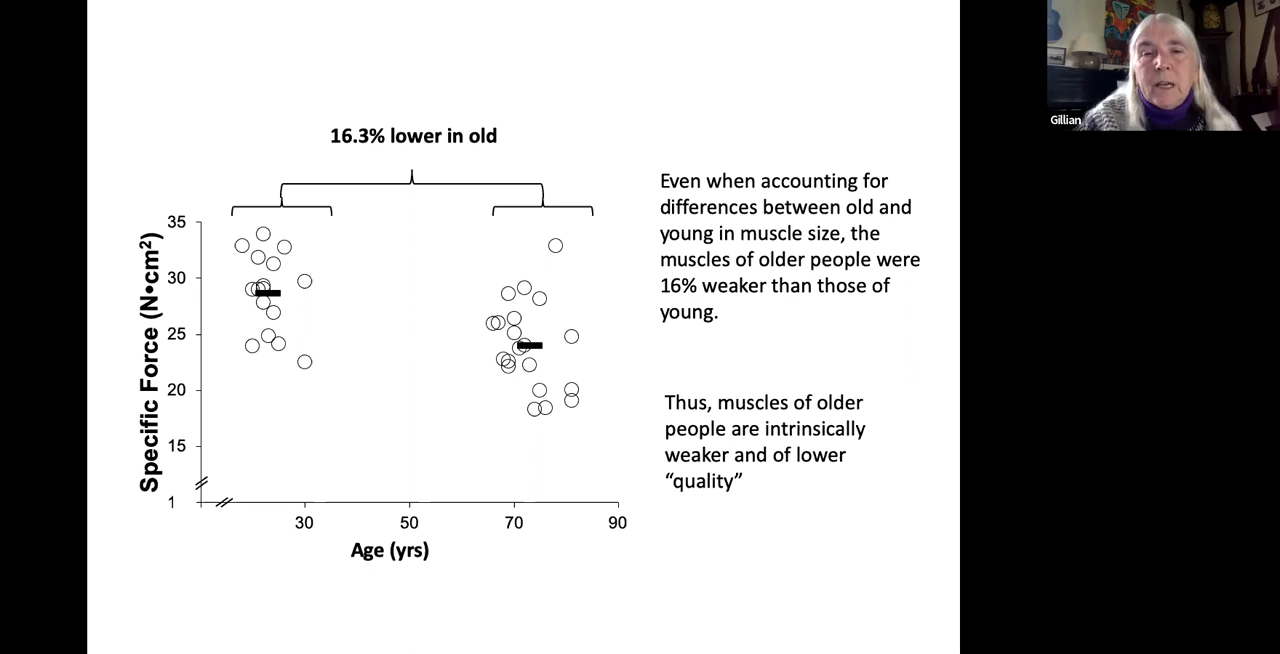 Gillian
16.3% lower in old
Specific Force (N•cm²)
35
30
25
20
15
1
30
50
70
90
Age (yrs)
Even when accounting for
differences between old and
young in muscle size, the
muscles of older people were
16% weaker than those of
young.
Thus, muscles of older
people are intrinsically
weaker and of lower
“quality”